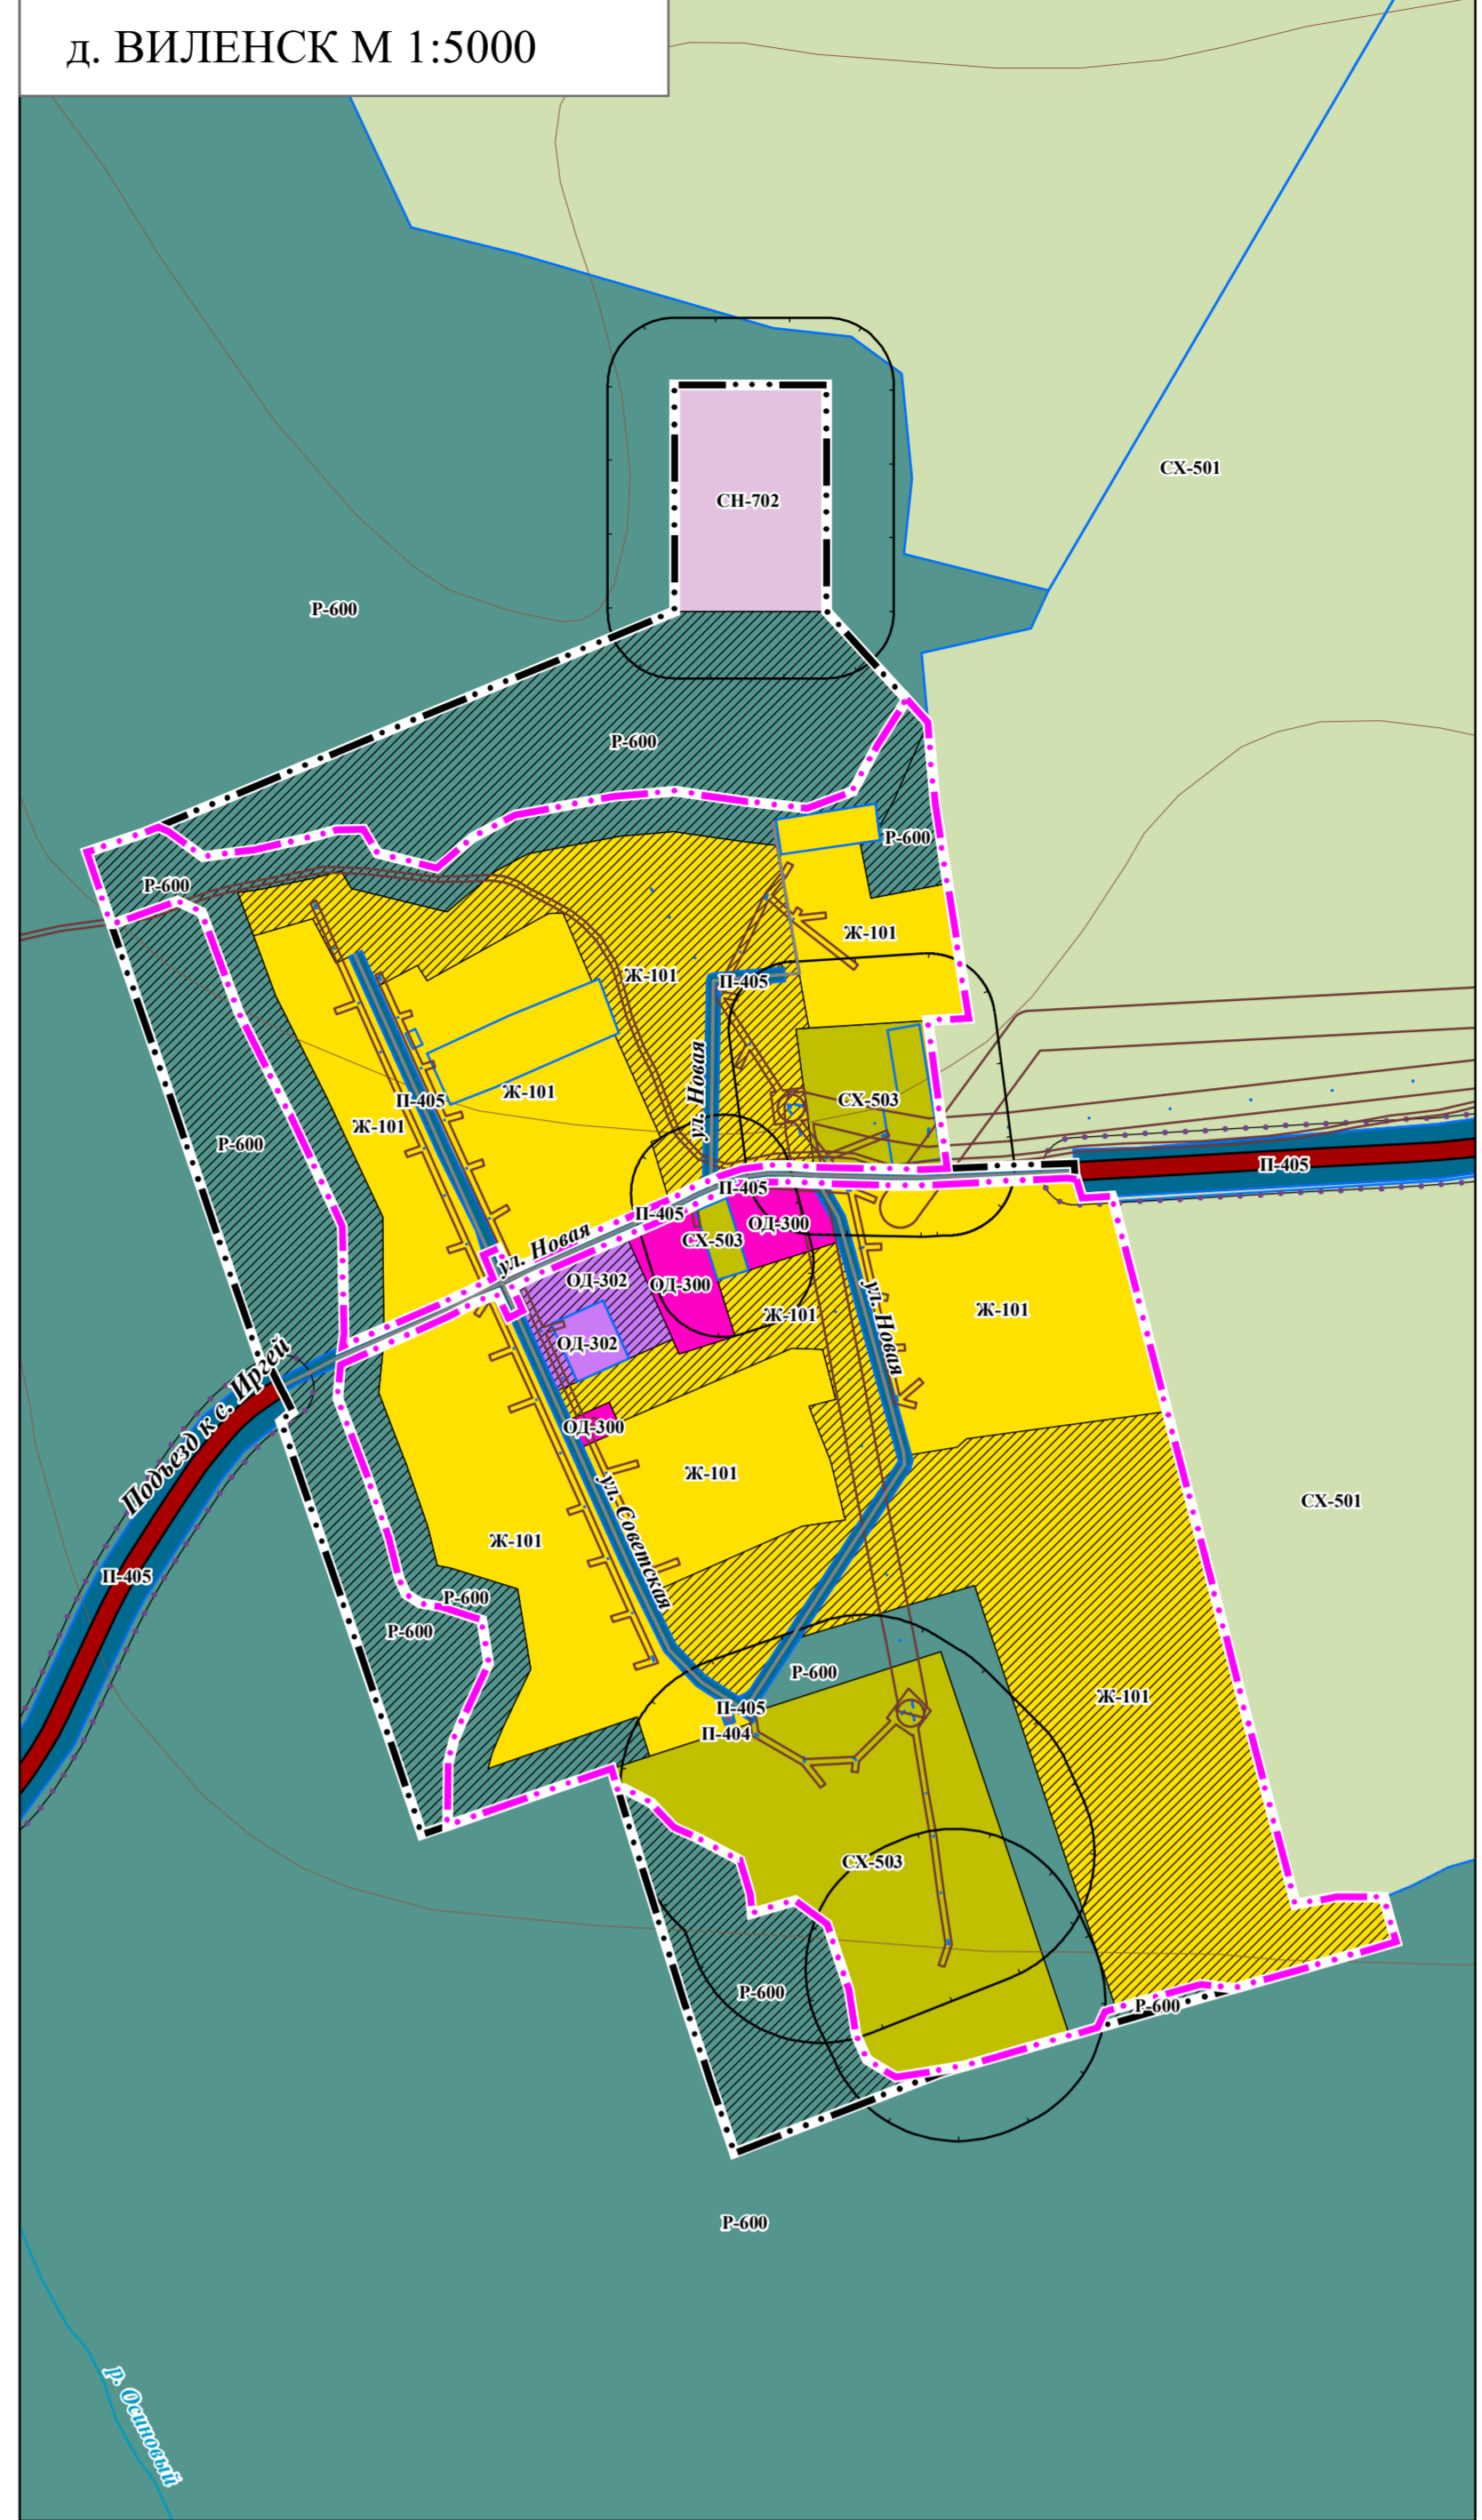 д. ВИЛЕНСК М 1:5000
СХ-501
СН-702
Р-600
Р-600
Р-600
Р-600
Ж-101
Ж-101
П-405
ул. Новая
Ж-101
П-405
СХ-503
Ж-101
Р-600
П-405
П-405
П-405
ОД-300
СХ-503
ул. Новая
ОД-302
ОД-300
Ж-101
Ж-101
ул. Новая
ОД-302
Подъезд к с. Иргей
ОД-300
Ж-101
СХ-501
ул. Советская
Ж-101
П-405
Р-600
Р-600
Р-600
Ж-101
П-405
П-404
СХ-503
Р-600
Р-600
Р-600
р. Осиновый